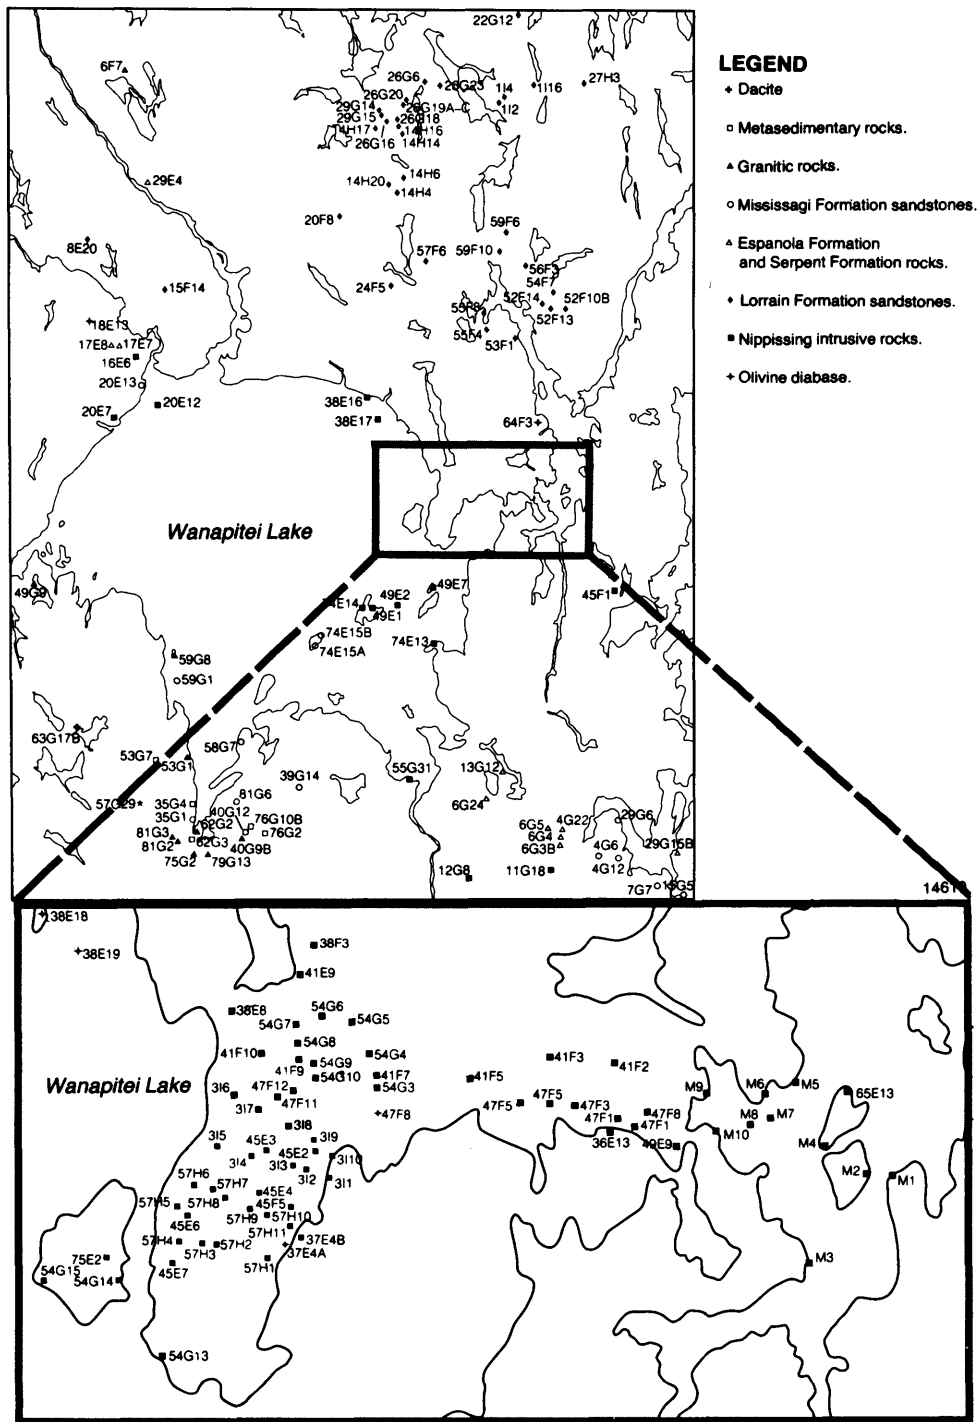 22G12
LEGEND
Dacite
Metasedimentary rocks.
Granitic rocks.
Mississagi Formation sandstones.
Espanola Formation
and Serpent Formation rocks.
Lorrain Formation sandstones.
Nippissing intrusive rocks.
Olivine diabase.
6F7
26G6
26G23
1I4
1I16
27H3
26G20
29G14
26G19A-C
1I2
29G15
26G18
14H17
14H16
26G16
14H14
29E4
14H20
14H6
14H4
20F8
59F6
8E20
57F6
59F10
56F3
15F14
24F5
54F7
52F14
52F10B
55F8
52F13
18E13
55F4
53F1
17E8
17E7
16E6
20E13
20E7
20E12
38E16
38E17
64F3
Wanapitei Lake
49G9
49E7
74E14
49E2
49E1
45F1
74E15B
74E15A
74E13
59G8
59G1
63G17B
53G7
53G1
58G7
39G14
55G31
13G12
57G29
35G4
81G6
6G24
35G1
40G12
62G2
76G10B
76G2
81G3
81G2
62G3
40G9B
75G2
79G13
6G5
4G22
29G6
6G4
6G3B
4G6
29G15B
12G8
11G18
4G12
7G7
15G5
38E18
38E19
38F3
41E9
38E8
54G6
54G7
54G5
54G8
41F10
54G4
41F9
54G9
54G10
41F7
54G3
41F5
41F3
41F2
Wanapitei Lake
3I6
47F12
47F11
3I7
47F8
47F5
47F5
47F3
47F8
47F1
47F1
36E13
49E9
M9
M6
M5
65E13
M8
M7
M10
M4
M2
M1
3I8
3I5
45E3
3I9
3I4
45E2
3I10
3I3
3I2
3I1
57H6
57H7
57H5
57H8
45E4
45E6
57H9
45F5
57H10
57H4
57H3
57H2
57H11
37E4B
37E4A
57H1
75E2
54G15
54G14
45E7
M3
54G13